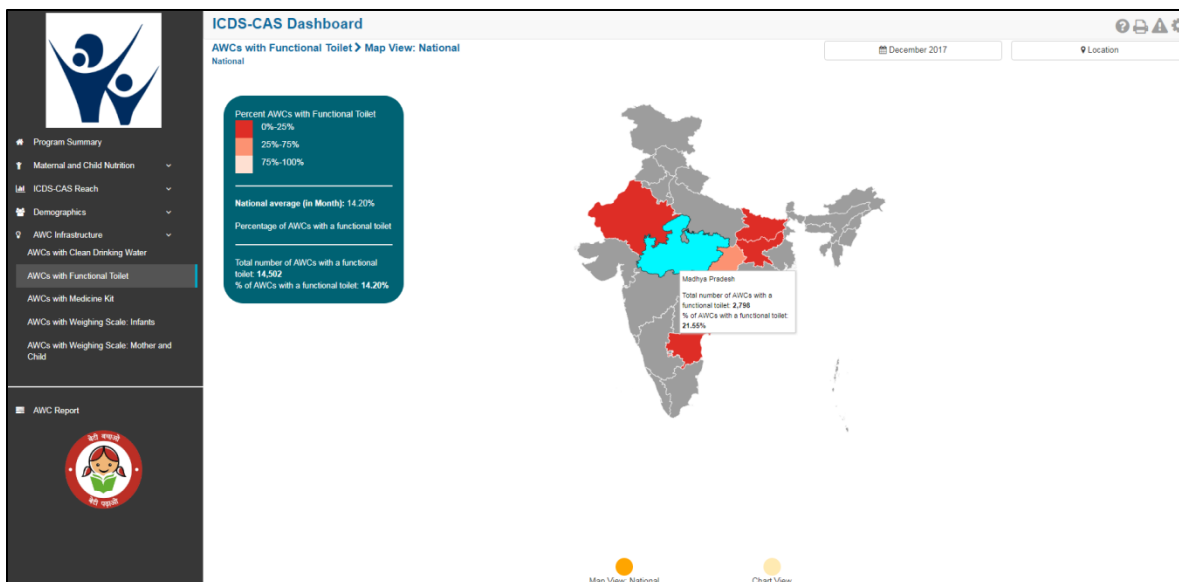 ICDS-CAS Dashboard
AWCs with Functional Toilet > Map View: National
National
December 2017
Location
Program Summary
Maternal and Child Nutrition
ICDS-CAS Reach
Demographics
AWC Infrastructure
AWCs with Clean Drinking Water
AWCs with Functional Toilet
AWCs with Medicine Kit
AWCs with Weighing Scale: Infants
AWCs with Weighing Scale: Mother and
Child
AWC Report
बेटी बचाओ
बेटी पढ़ाओ
Percent AWCs with Functional Toilet
0%-25%
25%-75%
75%-100%
National average (in Month): 14.20%
Percentage of AWCs with a functional toilet
Total number of AWCs with a functional
toilet: 14,502
% of AWCs with a functional toilet: 14.20%
Madhya Pradesh
Total number of AWCs with a
functional toilet: 2,798
% of AWCs with a functional toilet:
21.55%
Map View: National
Chart View